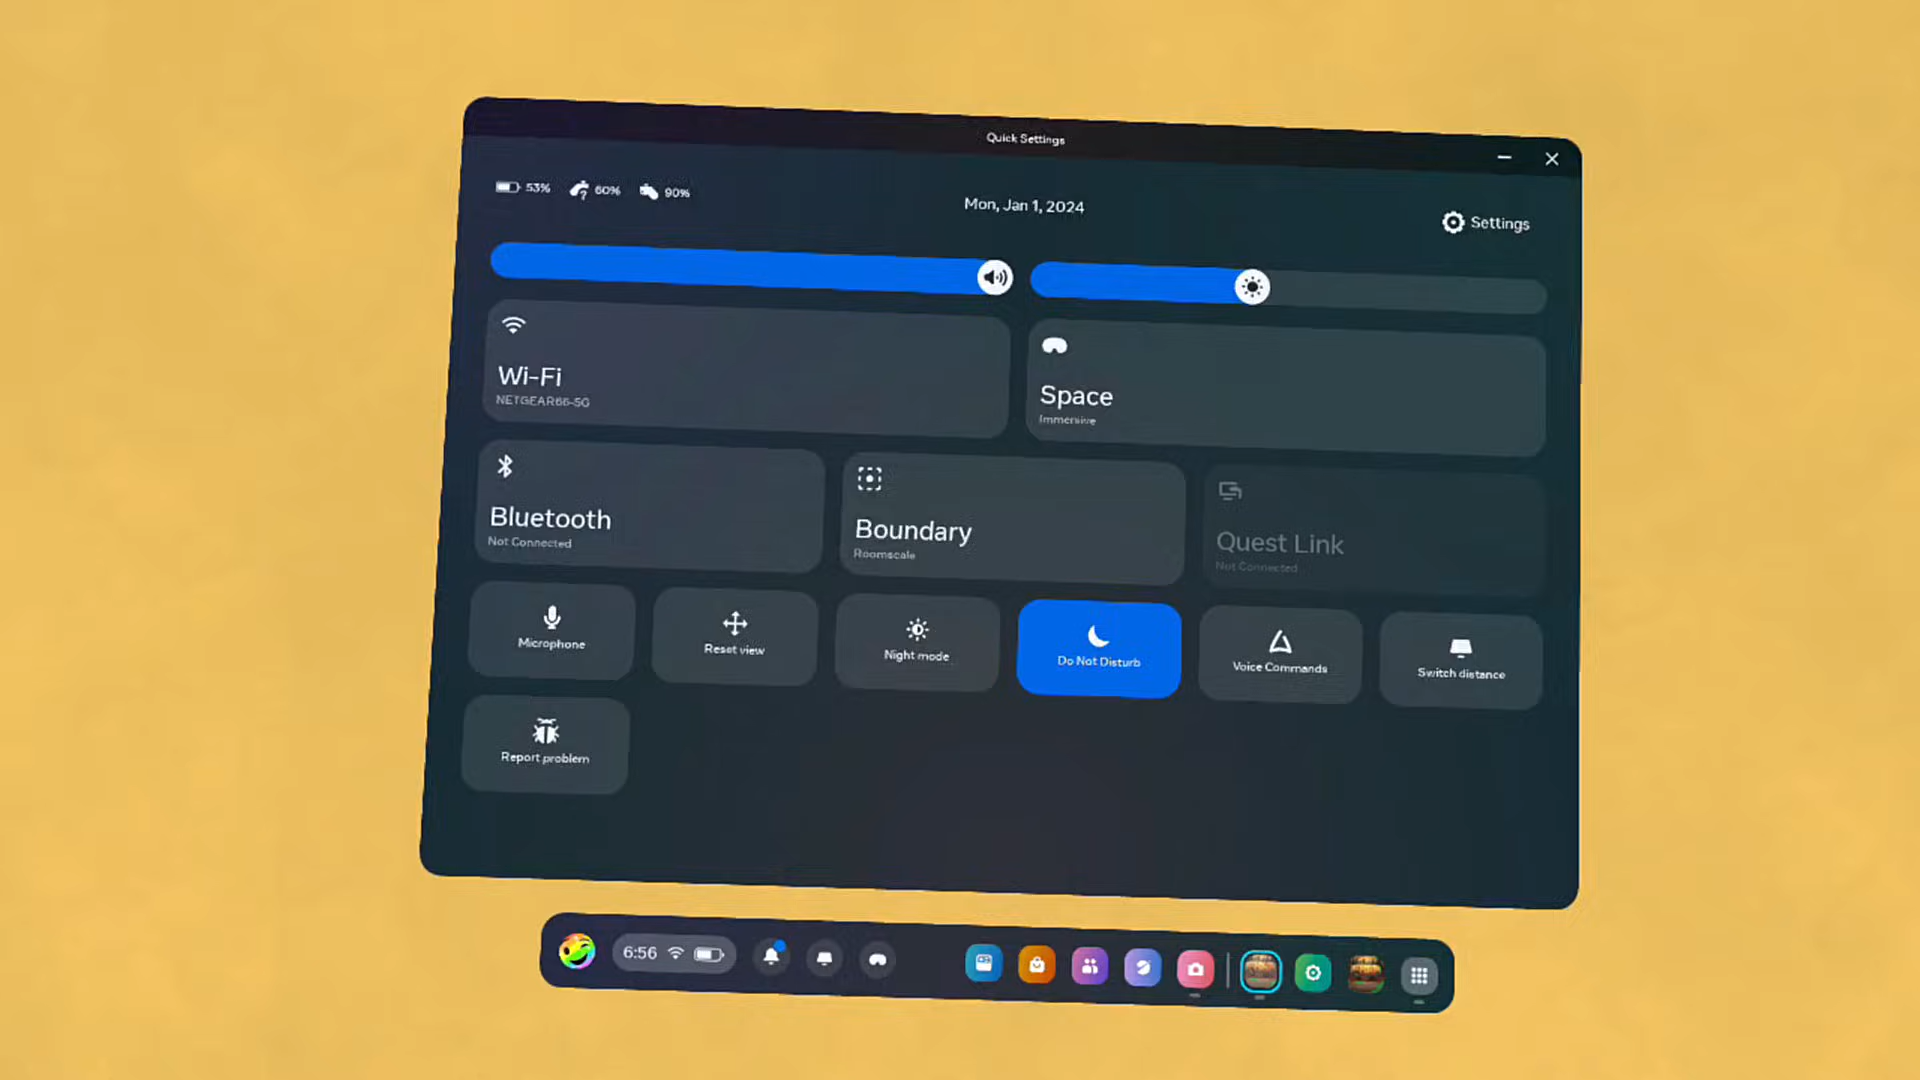 Quick Settings
53% 60% 90%
Mon, Jan 1, 2024
Settings
Wi-Fi
NETGEAR66-5G
Space
Immersive
Bluetooth
Not Connected
Boundary
Roomscale
Quest Link
Not Connected
Microphone
Reset view
Night mode
Do Not Disturb
Voice Commands
Switch distance
Report problem
6:56